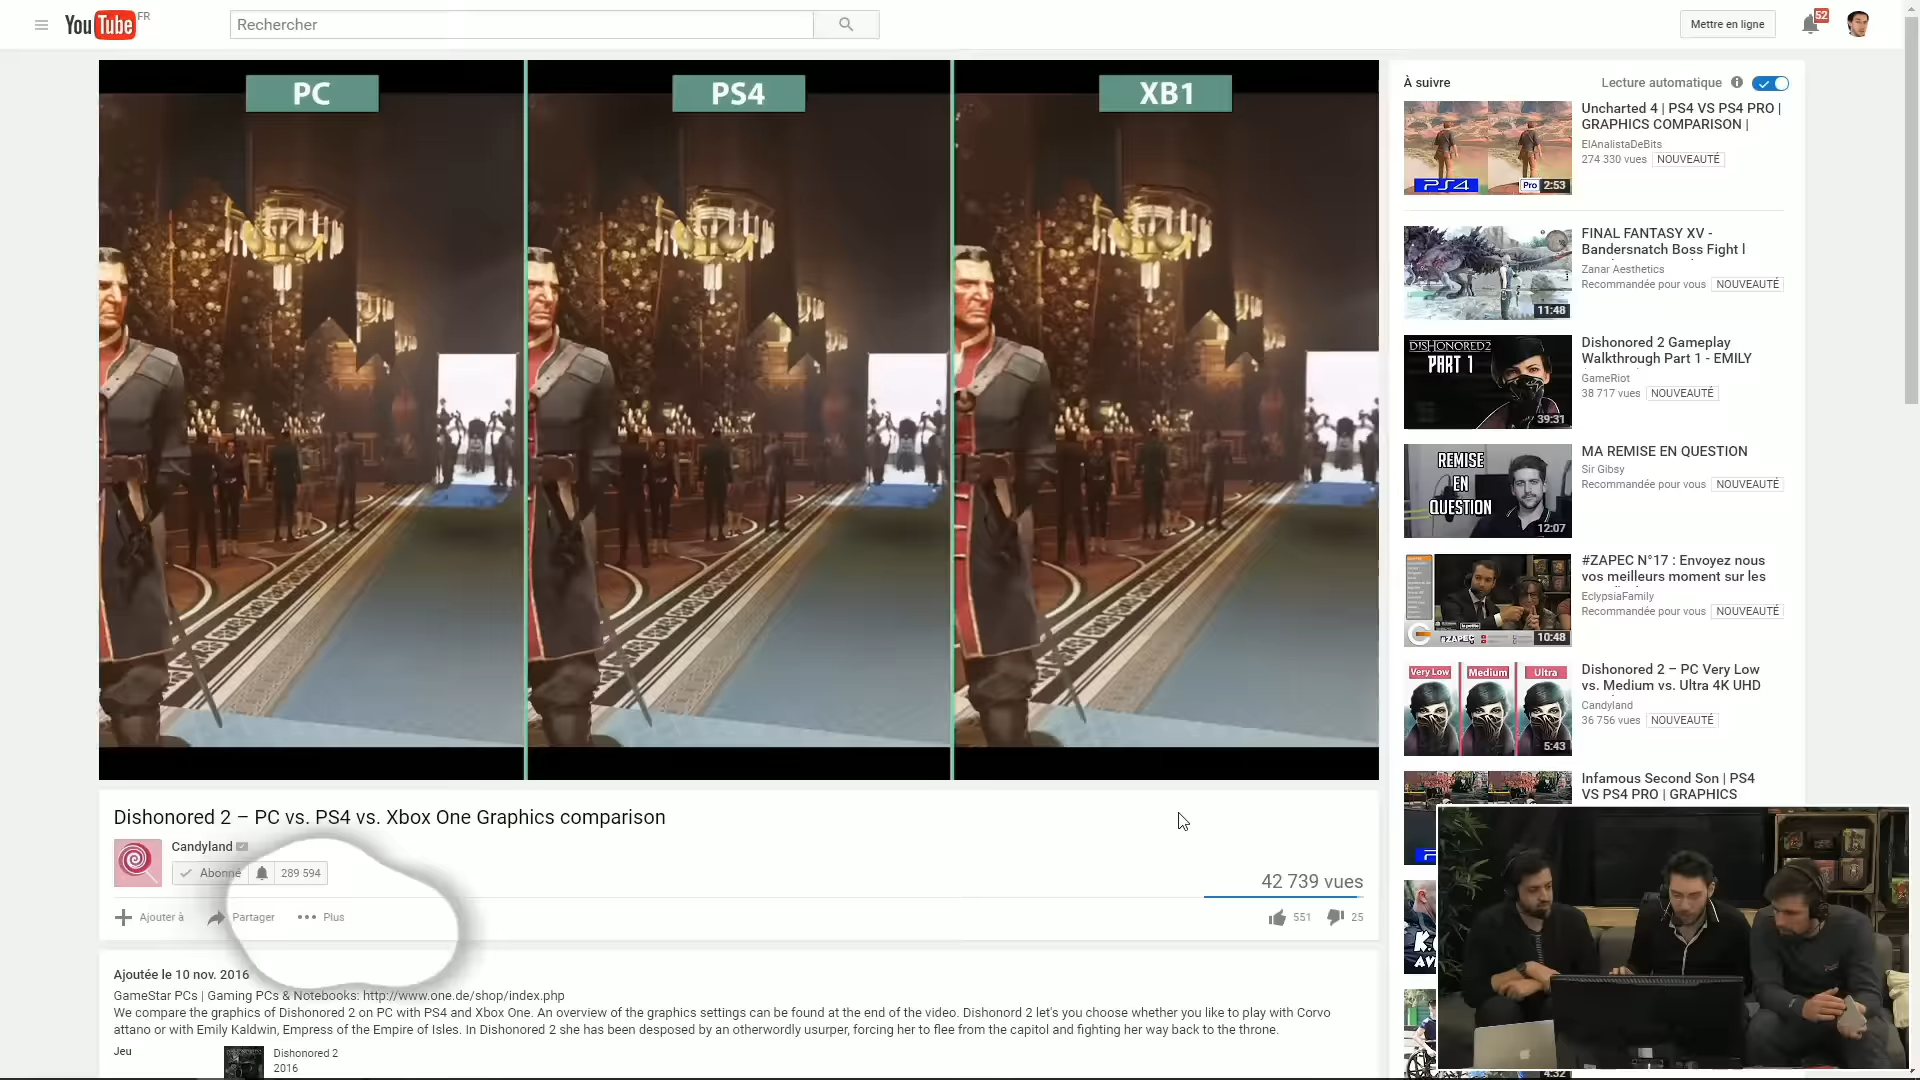 YouTube FR
Rechercher
Mettre en ligne
52
PC
PS4
XB1
Dishonored 2 – PC vs. PS4 vs. Xbox One Graphics comparison
Candyland
Abonné
289 594
42 739 vues
Ajouter à
Partager
Plus
551
25
Ajoutée le 10 nov. 2016
GameStar PCs | Gaming PCs & Notebooks: http://www.one.de/shop/index.php
We compare the graphics of Dishonored 2 on PC with PS4 and Xbox One. An overview of the graphics settings can be found at the end of the video. Dishonord 2 let's you choose whether you like to play with Corvo
attano or with Emily Kaldwin, Empress of the Empire of Isles. In Dishonored 2 she has been desposed by an otherwordly usurper, forcing her to flee from the capitol and fighting her way back to the throne.
Jeu
Dishonored 2
2016
À suivre
Lecture automatique
PS4
Pro
2:53
Uncharted 4 | PS4 VS PS4 PRO |
GRAPHICS COMPARISON |
ElAnalistaDeBits
274 330 vues
NOUVEAUTÉ
11:48
FINAL FANTASY XV -
Bandersnatch Boss Fight l
Zanar Aesthetics
Recommandée pour vous
NOUVEAUTÉ
DISHONORED2
PART 1
39:31
Dishonored 2 Gameplay
Walkthrough Part 1 - EMILY
GameRiot
38 717 vues
NOUVEAUTÉ
REMISE
EN
QUESTION
12:07
MA REMISE EN QUESTION
Sir Gibsy
Recommandée pour vous
NOUVEAUTÉ
#ZAPEC
10:48
#ZAPEC N°17 : Envoyez nous
vos meilleurs moment sur les
EclypsiaFamily
Recommandée pour vous
NOUVEAUTÉ
Very Low
Medium
Ultra
5:43
Dishonored 2 – PC Very Low
vs. Medium vs. Ultra 4K UHD
Candyland
36 756 vues
NOUVEAUTÉ
Infamous Second Son | PS4
VS PS4 PRO | GRAPHICS
4:32